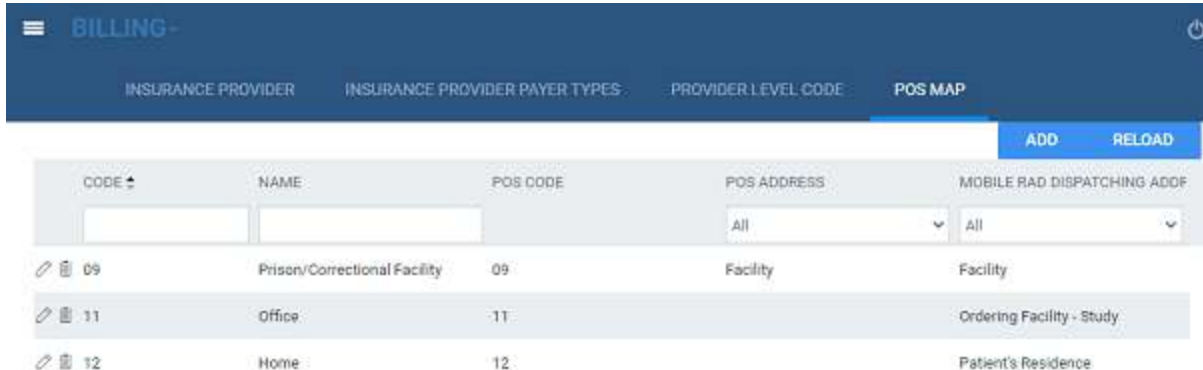 BILLING-
INSURANCE PROVIDER INSURANCE PROVIDER PAYER TYPES PROVIDER LEVEL CODE POS MAP
ADD RELOAD
CODE NAME POS CODE POS ADDRESS MOBILE RAD DISPATCHING ADDR
All All
09 Prison/Correctional Facility 09 Facility Facility
11 Office 11 Ordering Facility - Study
12 Home 12 Patient's Residence